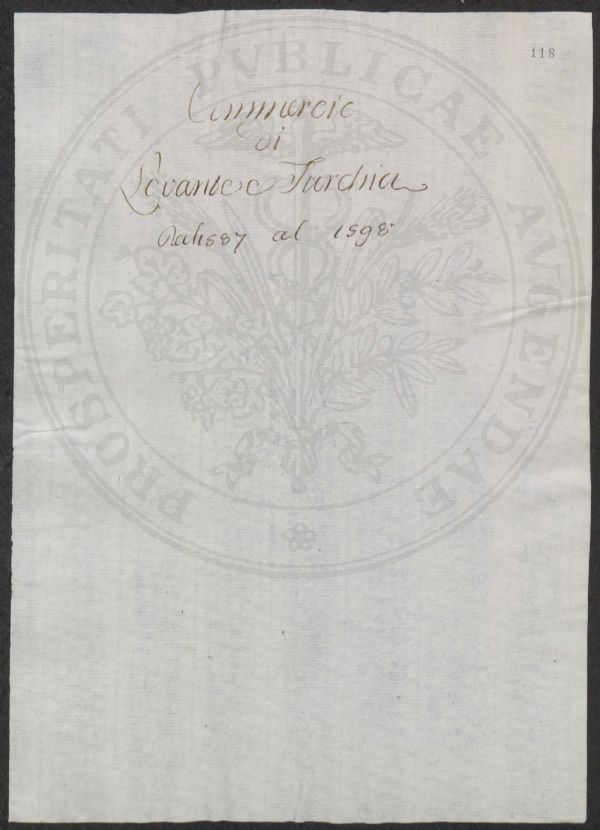 118
PROSPERITATI PVBLICAE AVGENDAE
Commercio
di
Levante e Turchia
Dal 1587 al 1598